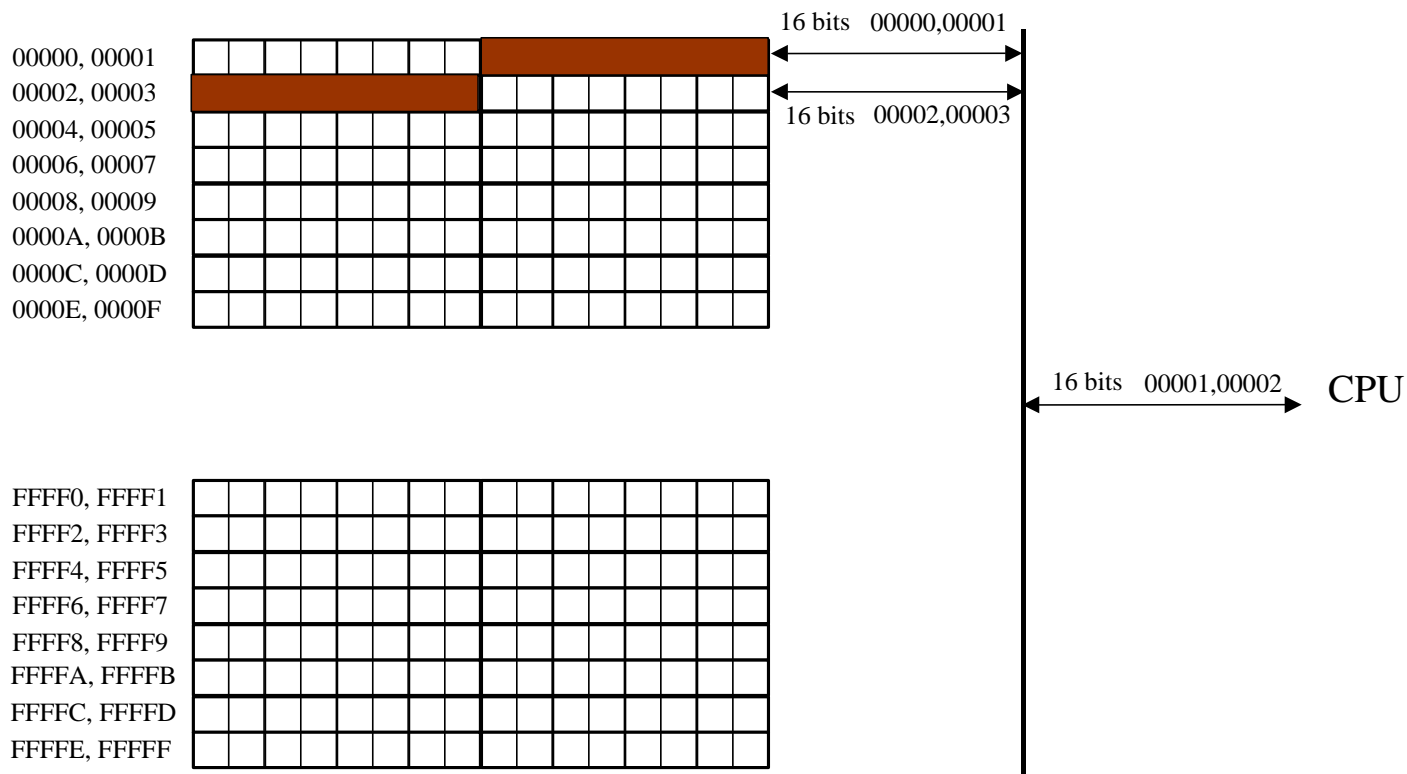 16 bits 00000,00001
00000, 00001
00002, 00003
16 bits 00002,00003
00004, 00005
00006, 00007
00008, 00009
0000A, 0000B
0000C, 0000D
0000E, 0000F
16 bits 00001,00002 CPU
FFFF0, FFFF1
FFFF2, FFFF3
FFFF4, FFFF5
FFFF6, FFFF7
FFFF8, FFFF9
FFFFA, FFFFB
FFFFC, FFFFD
FFFFE, FFFFF